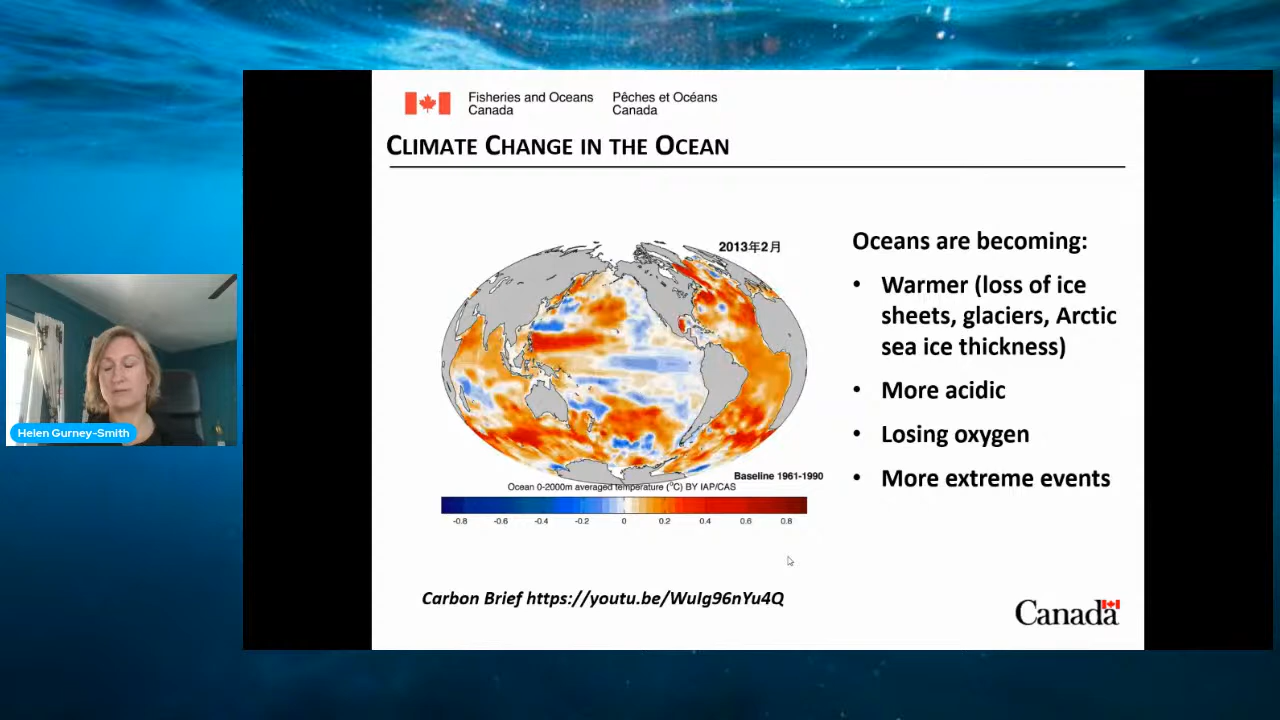 Fisheries and Oceans
Canada
Pêches et Océans
Canada
CLIMATE CHANGE IN THE OCEAN
2013年2月
Baseline 1961-1990
Ocean 0-2000m averaged temperature (°C) BY IAP/CAS
-0.8 -0.6 -0.4 -0.2 0 0.2 0.4 0.6 0.8
Carbon Brief https://youtu.be/WuIg96nYu4Q
Oceans are becoming:
• Warmer (loss of ice
sheets, glaciers, Arctic
sea ice thickness)
• More acidic
• Losing oxygen
• More extreme events
Canada
Helen Gurney-Smith